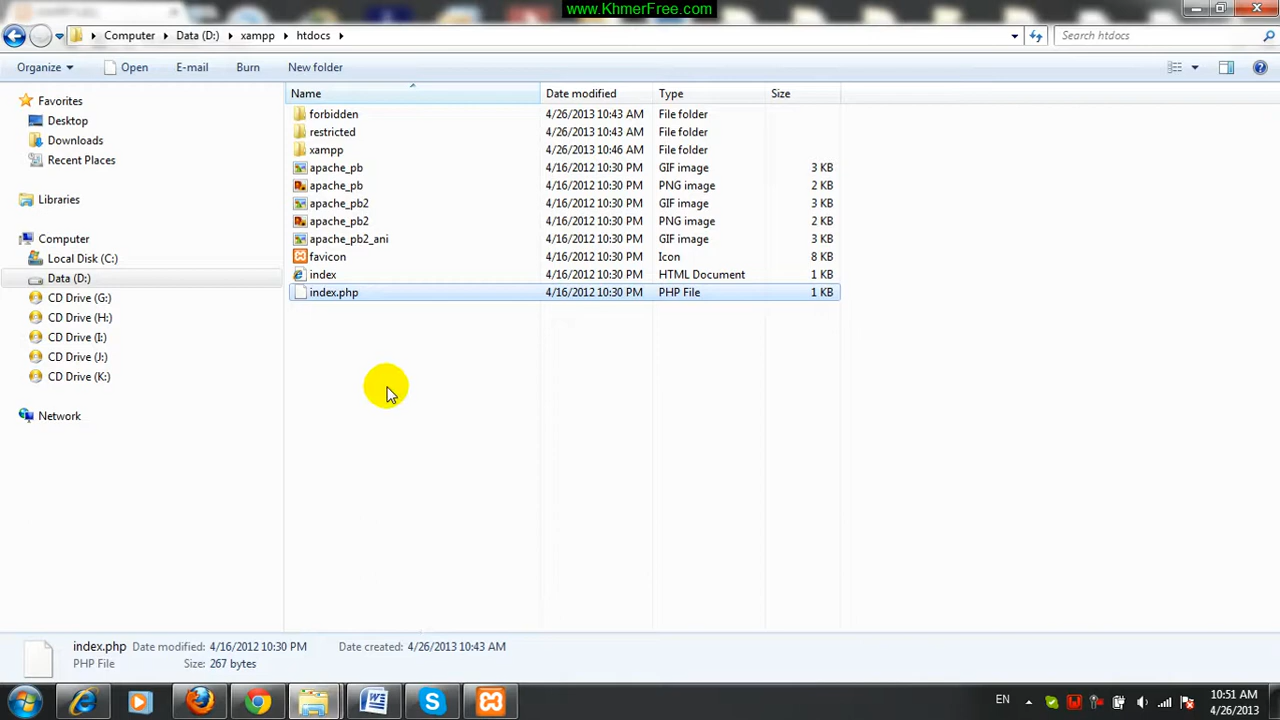 www.KhmerFree.com
Computer Data (D:) xampp htdocs
Search htdocs
Organize Open E-mail Burn New folder
Name Date modified Type Size
Favorites
Desktop
Downloads
Recent Places
Libraries
Computer
Local Disk (C:)
Data (D:)
CD Drive (G:)
CD Drive (H:)
CD Drive (I:)
CD Drive (J:)
CD Drive (K:)
Network
forbidden 4/26/2013 10:43 AM File folder
restricted 4/26/2013 10:43 AM File folder
xampp 4/26/2013 10:46 AM File folder
apache_pb 4/16/2012 10:30 PM GIF image 3 KB
apache_pb 4/16/2012 10:30 PM PNG image 2 KB
apache_pb2 4/16/2012 10:30 PM GIF image 3 KB
apache_pb2 4/16/2012 10:30 PM PNG image 2 KB
apache_pb2_ani 4/16/2012 10:30 PM GIF image 3 KB
favicon 4/16/2012 10:30 PM Icon 8 KB
index 4/16/2012 10:30 PM HTML Document 1 KB
index.php 4/16/2012 10:30 PM PHP File 1 KB
index.php Date modified: 4/16/2012 10:30 PM Date created: 4/26/2013 10:43 AM
PHP File Size: 267 bytes
EN
10:51 AM
4/26/2013